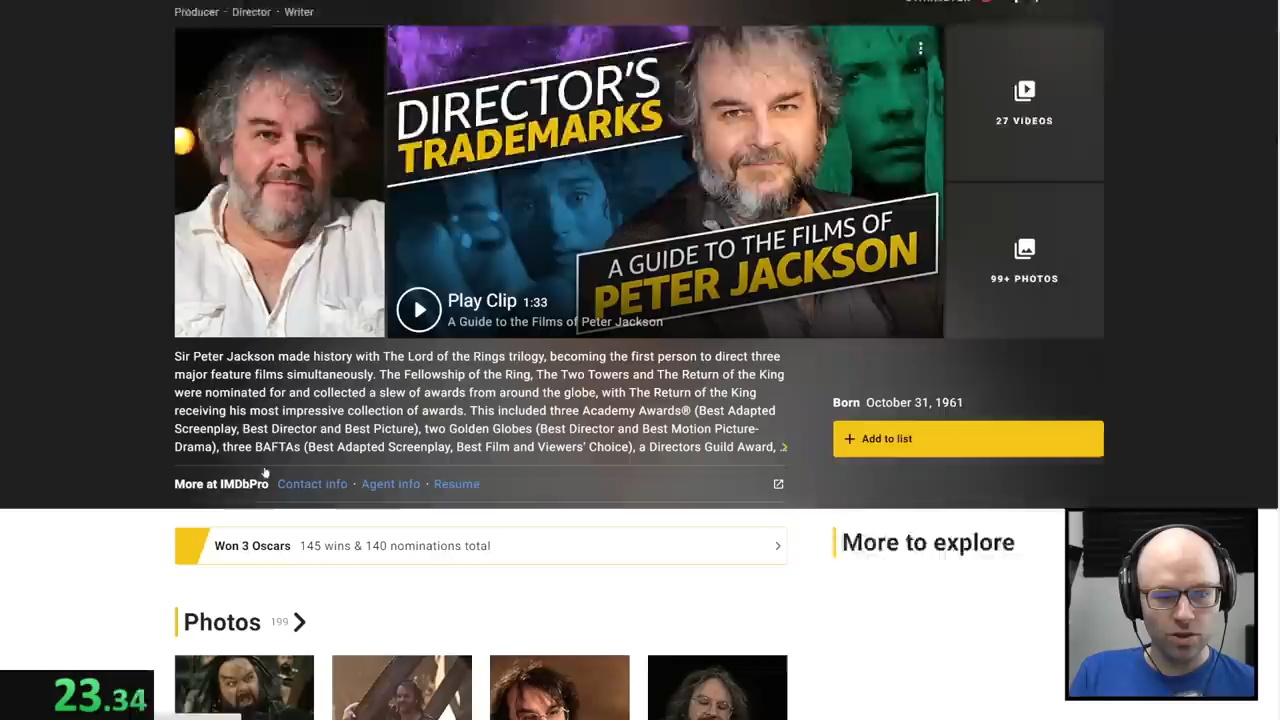 Producer · Director · Writer
DIRECTOR'S
TRADEMARKS
A GUIDE TO THE FILMS OF
PETER JACKSON
Play Clip 1:33
A Guide to the Films of Peter Jackson
27 VIDEOS
99+ PHOTOS
Sir Peter Jackson made history with The Lord of the Rings trilogy, becoming the first person to direct three
major feature films simultaneously. The Fellowship of the Ring, The Two Towers and The Return of the King
were nominated for and collected a slew of awards from around the globe, with The Return of the King
receiving his most impressive collection of awards. This included three Academy Awards® (Best Adapted
Screenplay, Best Director and Best Picture), two Golden Globes (Best Director and Best Motion Picture-
Drama), three BAFTAs (Best Adapted Screenplay, Best Film and Viewers' Choice), a Directors Guild Award, ..
Born October 31, 1961
+ Add to list
More at IMDbPro Contact info · Agent info · Resume
Won 3 Oscars 145 wins & 140 nominations total
More to explore
Photos 199
23.34